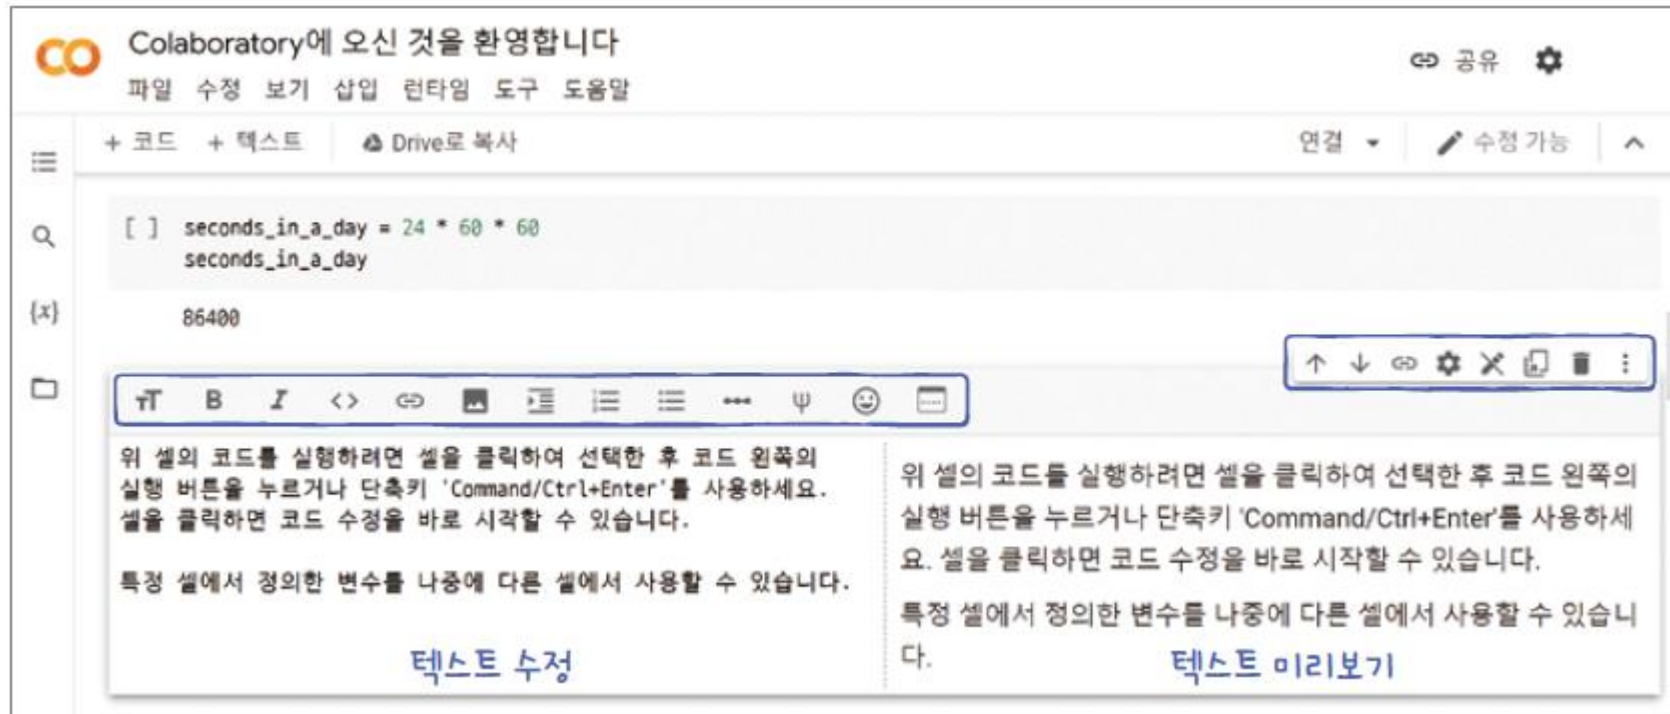 Colaboratory에 오신 것을 환영합니다
파일 수정 보기 삽입 런타임 도구 도움말
공유
+ 코드 + 텍스트 Drive로 복사
연결 수정 가능
[ ] seconds_in_a_day = 24 * 60 * 60
seconds_in_a_day
{x}
86400
TT B I <> Ψ
위 셀의 코드를 실행하려면 셀을 클릭하여 선택한 후 코드 왼쪽의
실행 버튼을 누르거나 단축키 'Command/Ctrl+Enter'를 사용하세요.
셀을 클릭하면 코드 수정을 바로 시작할 수 있습니다.
특정 셀에서 정의한 변수를 나중에 다른 셀에서 사용할 수 있습니다.
텍스트 수정
위 셀의 코드를 실행하려면 셀을 클릭하여 선택한 후 코드 왼쪽의
실행 버튼을 누르거나 단축키 'Command/Ctrl+Enter'를 사용하세
요. 셀을 클릭하면 코드 수정을 바로 시작할 수 있습니다.
특정 셀에서 정의한 변수를 나중에 다른 셀에서 사용할 수 있습니
다.
텍스트 미리보기